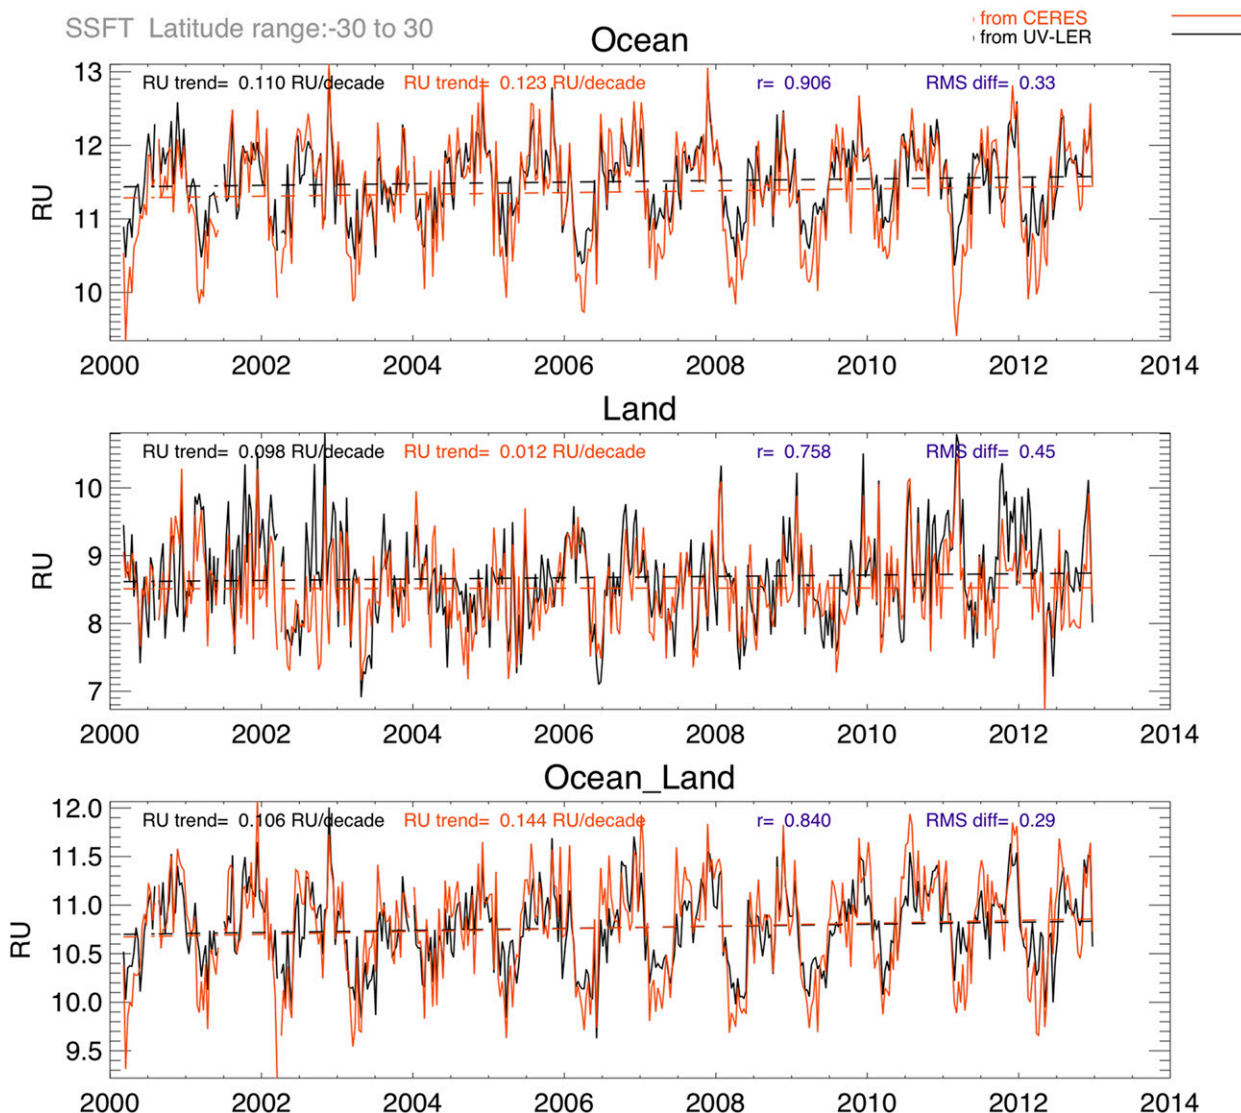 SSFT Latitude range:-30 to 30
from CERES
from UV-LER
Ocean
RU trend= 0.110 RU/decade RU trend= 0.123 RU/decade r= 0.906 RMS diff= 0.33
13
12
11
10
RU
2000 2002 2004 2006 2008 2010 2012 2014
Land
RU trend= 0.098 RU/decade RU trend= 0.012 RU/decade r= 0.758 RMS diff= 0.45
10
9
8
7
RU
2000 2002 2004 2006 2008 2010 2012 2014
Ocean_Land
RU trend= 0.106 RU/decade RU trend= 0.144 RU/decade r= 0.840 RMS diff= 0.29
12.0
11.5
11.0
10.5
10.0
9.5
RU
2000 2002 2004 2006 2008 2010 2012 2014